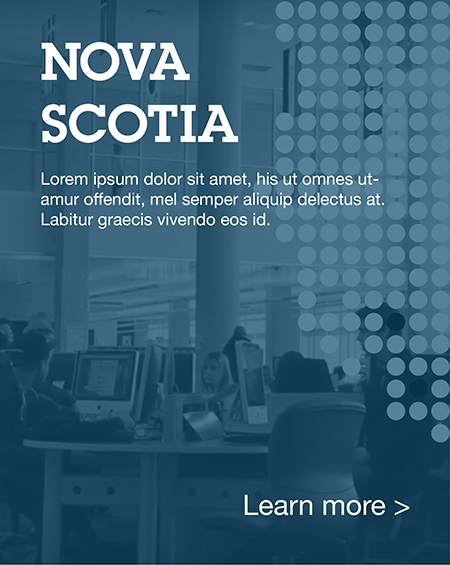 NOVA
SCOTIA
Lorem ipsum dolor sit amet, his ut omnes ut-
amur offendit, mel semper aliquip delectus at.
Labitur graecis vivendo eos id.
Learn more >